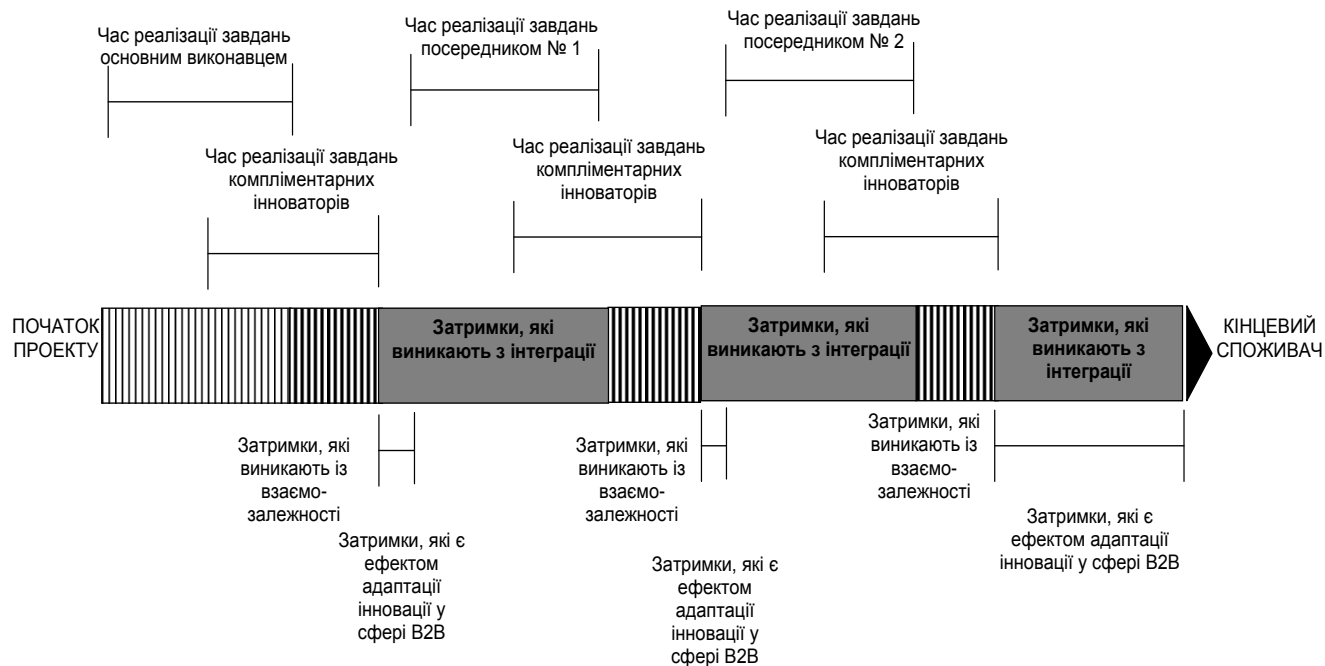 Час реалізації завдань
основним виконавцем
Час реалізації завдань
посередником № 1
Час реалізації завдань
посередником № 2
Час реалізації завдань
компліментарних
інноваторів
Час реалізації завдань
компліментарних
інноваторів
Час реалізації завдань
компліментарних
інноваторів
ПОЧАТОК
ПРОЕКТУ
Затримки, які
виникають з інтеграції
Затримки, які
виникають з інтеграції
Затримки, які
виникають з
інтеграції
КІНЦЕВИЙ
СПОЖИВАЧ
Затримки, які
виникають із
взаємо-
залежності
Затримки, які
виникають із
взаємо-
залежності
Затримки, які
виникають із
взаємо-
залежності
Затримки, які є
ефектом
адаптації
інновації у
сфері B2B
Затримки, які є
ефектом
адаптації
інновації у
сфері B2B
Затримки, які є
ефектом адаптації
інновації у сфері B2B